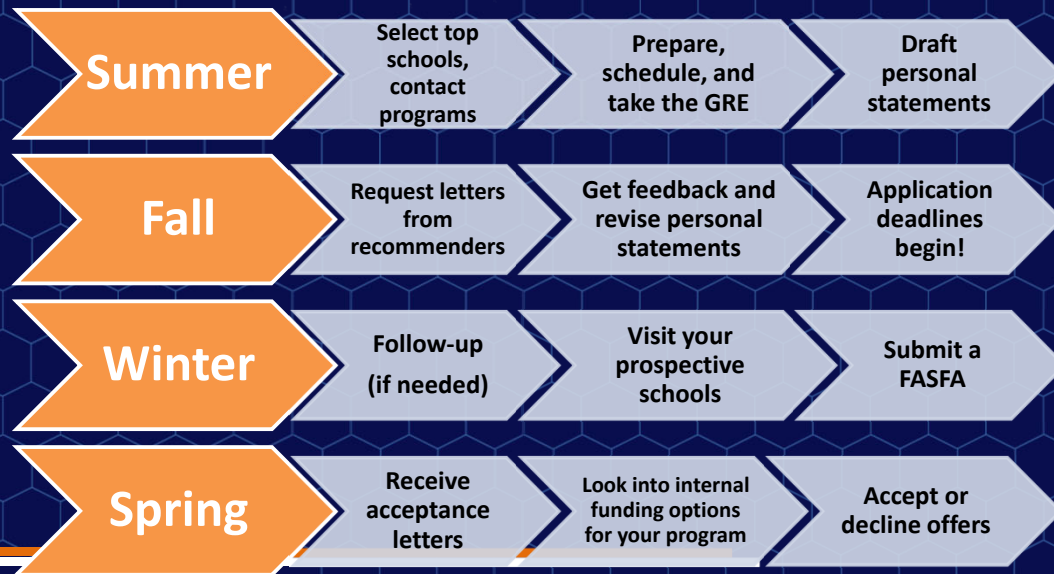 Summer
Select top
schools,
contact
programs
Prepare,
schedule, and
take the GRE
Draft
personal
statements
Fall
Request letters
from
recommenders
Get feedback and
revise personal
statements
Application
deadlines
begin!
Winter
Follow-up
(if needed)
Visit your
prospective
schools
Submit a
FASFA
Spring
Receive
acceptance
letters
Look into internal
funding options
for your program
Accept or
decline offers